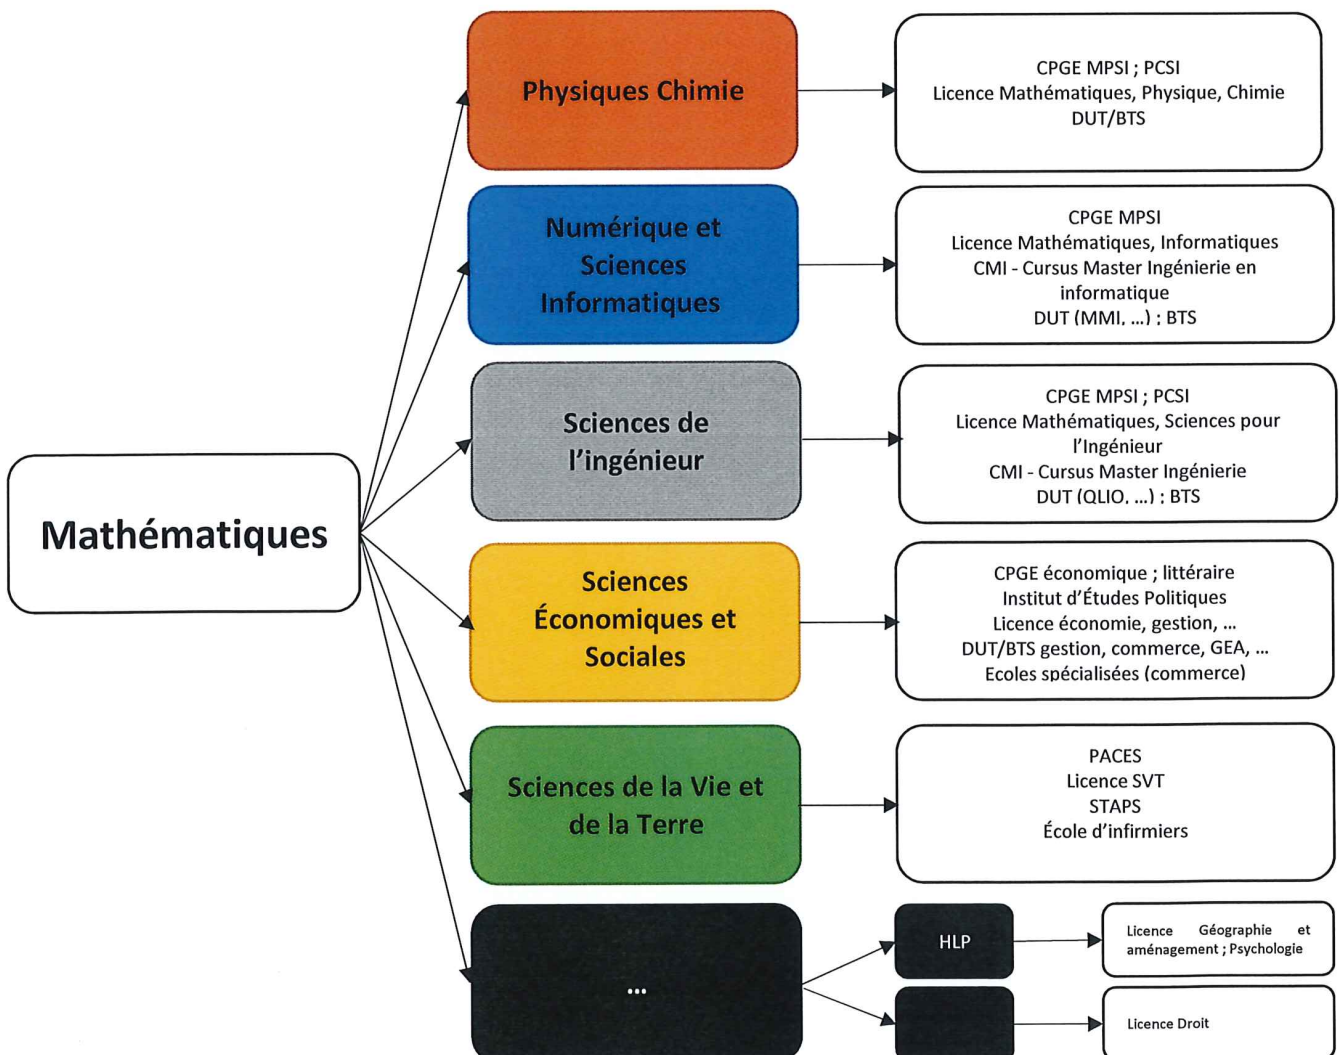 Mathématiques
Physiques Chimie
CPGE MPSI ; PCSI
Licence Mathématiques, Physique, Chimie
DUT/BTS
Numérique et
Sciences
Informatiques
CPGE MPSI
Licence Mathématiques, Informatiques
CMI - Cursus Master Ingénierie en
informatique
DUT (MMI, ...) ; BTS
Sciences de
l'ingénieur
CPGE MPSI ; PCSI
Licence Mathématiques, Sciences pour
l'Ingénieur
CMI - Cursus Master Ingénierie
DUT (QLIO, ...) ; BTS
Sciences
Économiques et
Sociales
CPGE économique ; littéraire
Institut d'Études Politiques
Licence économie, gestion, ...
DUT/BTS gestion, commerce, GEA, ...
Ecoles spécialisées (commerce)
Sciences de la Vie et
de la Terre
PACES
Licence SVT
STAPS
École d'infirmiers
...
HLP
Licence Géographie et
aménagement ; Psychologie
Licence Droit